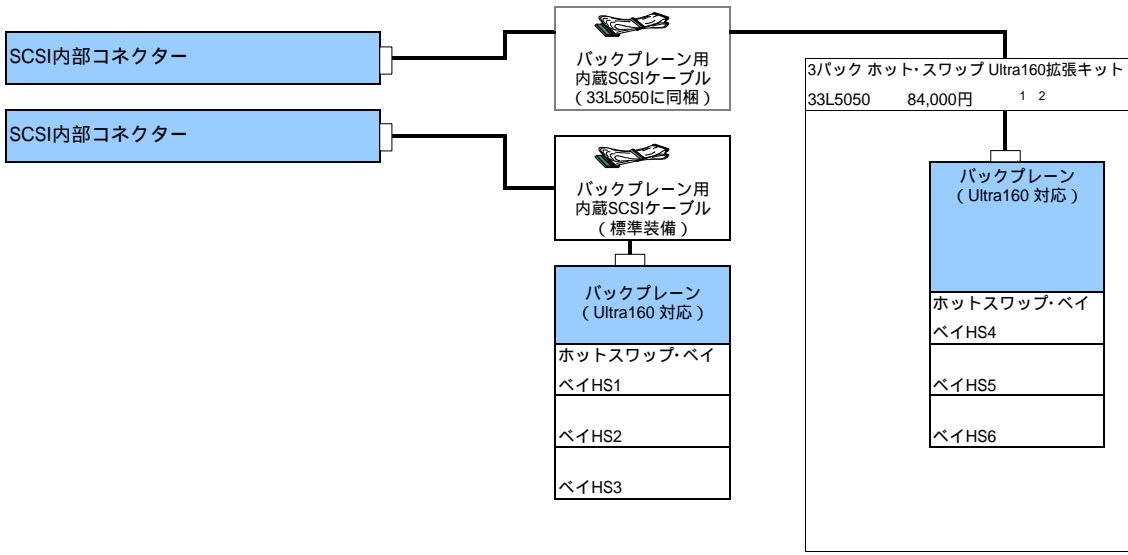 SCSI内部コネクター
バックプレーン用
内蔵SCSIケーブル
（33L5050に同梱）
3パック ホット・スワップ Ultra160拡張キット
33L5050 84,000円 1 2
SCSI内部コネクター
バックプレーン用
内蔵SCSIケーブル
（標準装備）
バックプレーン
（Ultra160 対応）
ホットスワップ・ベイ
ベイHS4
ベイHS5
ベイHS6
バックプレーン
（Ultra160 対応）
ホットスワップ・ベイ
ベイHS1
ベイHS2
ベイHS3